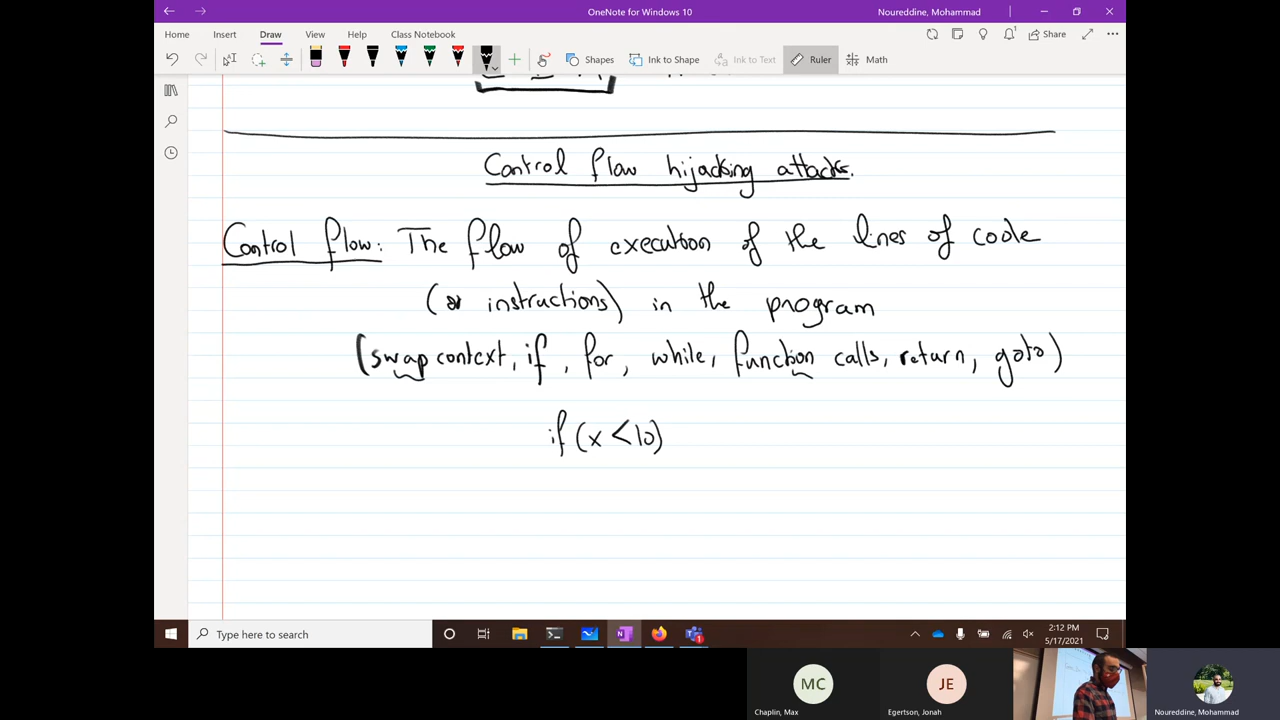 OneNote for Windows 10
Noureddine, Mohammad
Home Insert Draw View Help Class Notebook
Share
Shapes Ink to Shape Ink to Text Ruler Math
Control flow hijacking attacks.
Control flow: The flow of execution of the lines of code
(or instructions) in the program
(swap context, if, for, while, function calls, return, goto)
if (x < 10)
Type here to search
2:12 PM
5/17/2021
MC
Chaplin, Max
JE
Egertson, Jonah
Noureddine, Mohammad